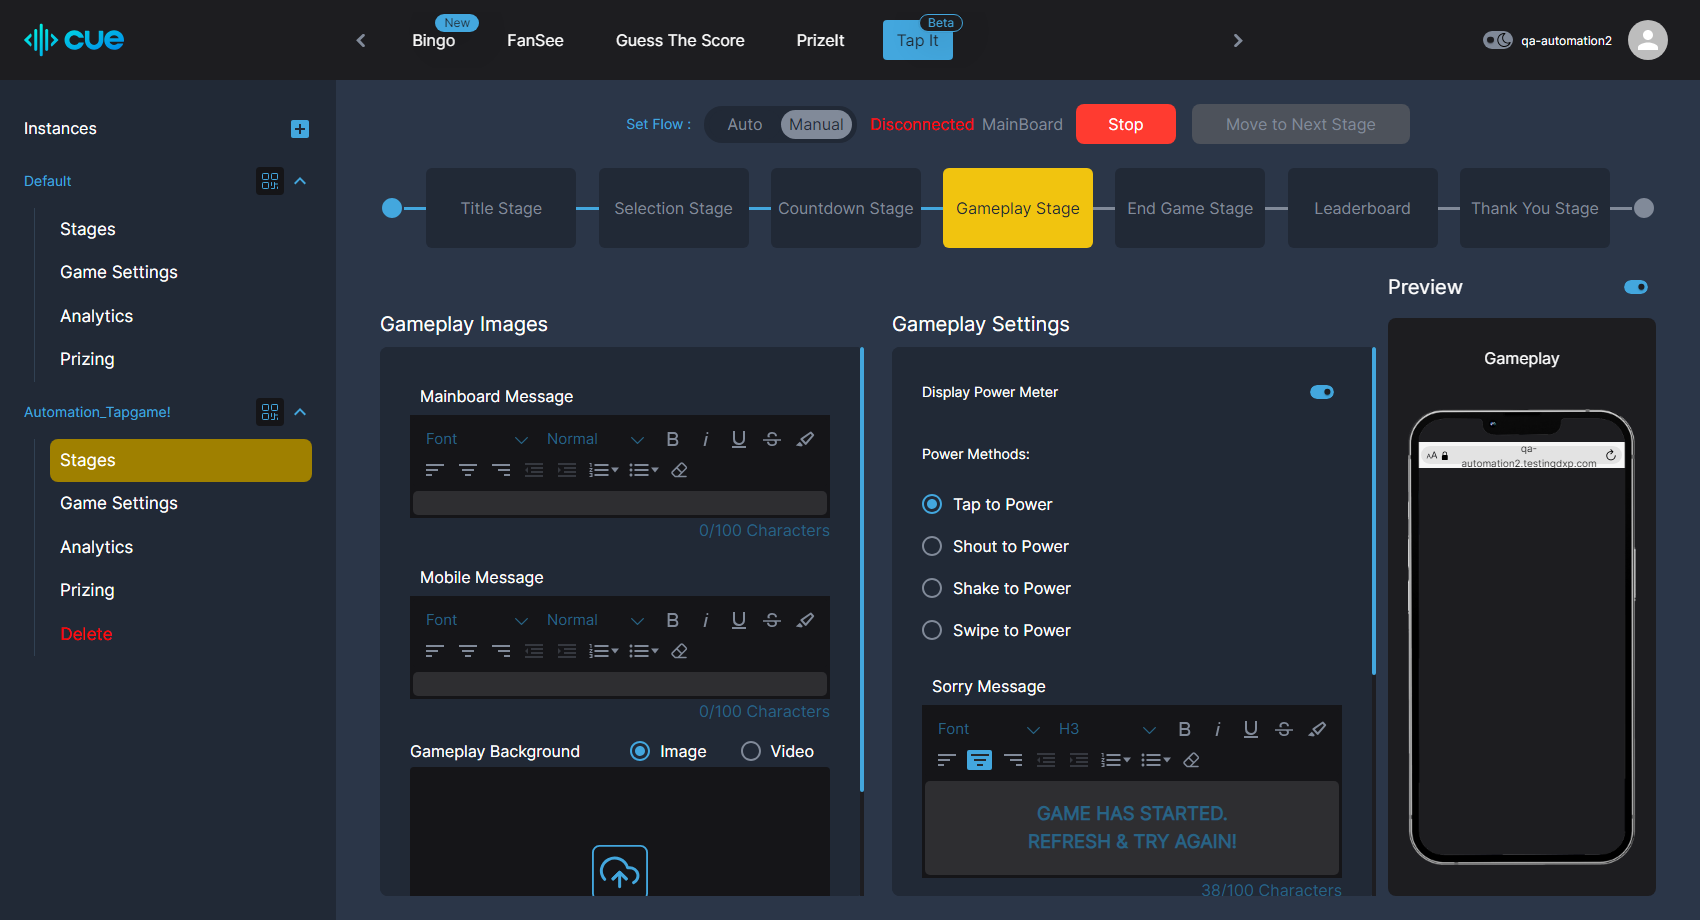 cue
New
Bingo
FanSee
Guess The Score
PrizeIt
Beta
Tap It
qa-automation2
Instances
Default
Stages
Game Settings
Analytics
Prizing
Automation_Tapgame!
Stages
Game Settings
Analytics
Prizing
Delete
Set Flow :
Auto
Manual
Disconnected MainBoard
Stop
Move to Next Stage
Title Stage
Selection Stage
Countdown Stage
Gameplay Stage
End Game Stage
Leaderboard
Thank You Stage
Gameplay Images
Mainboard Message
Font
Normal
B i U S
0/100 Characters
Mobile Message
Font
Normal
B i U S
0/100 Characters
Gameplay Background
Image
Video
Gameplay Settings
Display Power Meter
Power Methods:
Tap to Power
Shout to Power
Shake to Power
Swipe to Power
Sorry Message
Font
H3
B i U S
GAME HAS STARTED.
REFRESH & TRY AGAIN!
38/100 Characters
Preview
Gameplay
AA
qa-
automation2.testingdxp.com